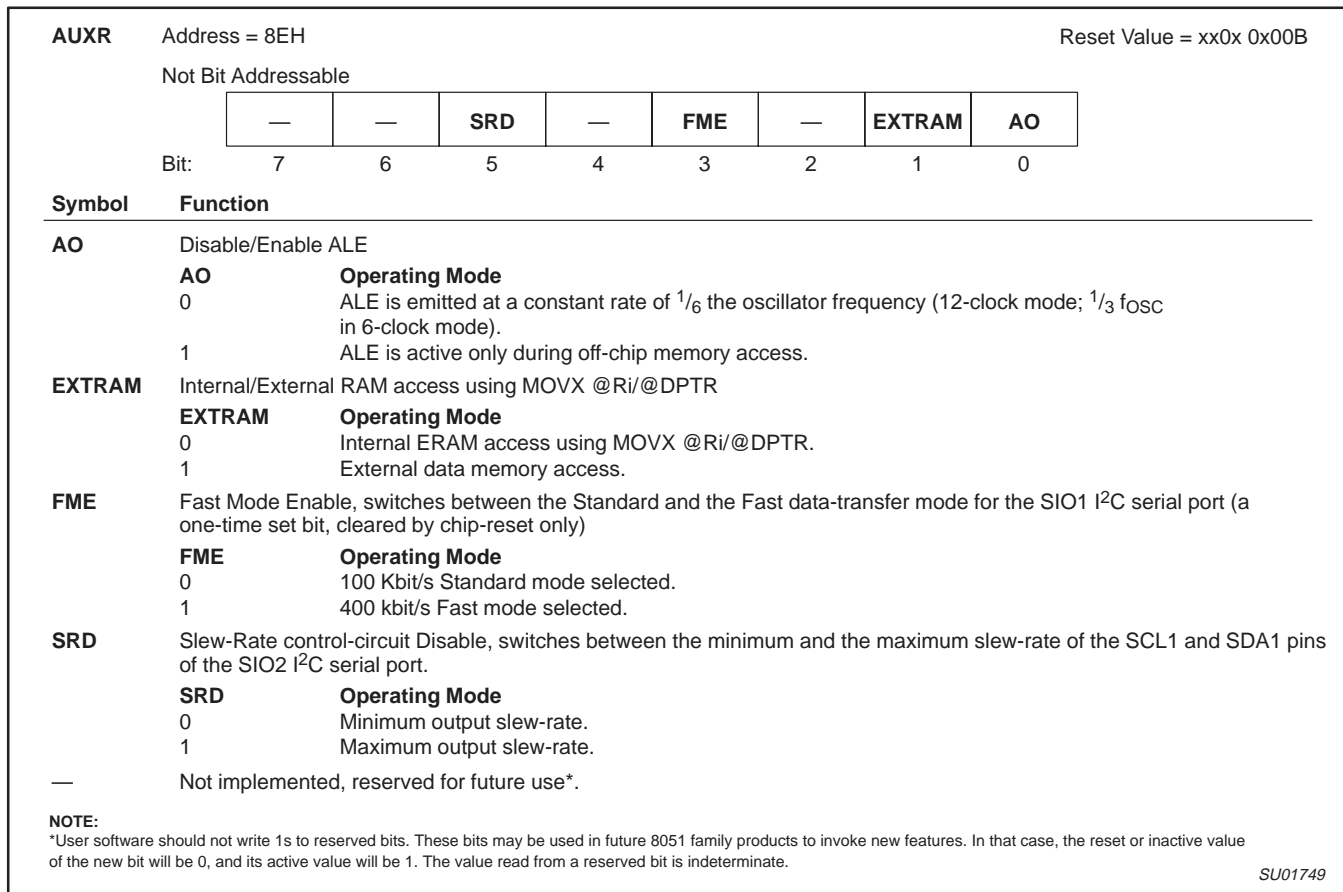 AUXR Address = 8EH Reset Value = xx0x 0x00B
Not Bit Addressable
— — SRD — FME — EXTRAM AO
Bit: 7 6 5 4 3 2 1 0
Symbol Function
AO Disable/Enable ALE
AO Operating Mode
0 ALE is emitted at a constant rate of 1/6 the oscillator frequency (12-clock mode; 1/3 fOSC
in 6-clock mode).
1 ALE is active only during off-chip memory access.
EXTRAM Internal/External RAM access using MOVX @Ri/@DPTR
EXTRAM Operating Mode
0 Internal ERAM access using MOVX @Ri/@DPTR.
1 External data memory access.
FME Fast Mode Enable, switches between the Standard and the Fast data-transfer mode for the SIO1 I2C serial port (a
one-time set bit, cleared by chip-reset only)
FME Operating Mode
0 100 Kbit/s Standard mode selected.
1 400 kbit/s Fast mode selected.
SRD Slew-Rate control-circuit Disable, switches between the minimum and the maximum slew-rate of the SCL1 and SDA1 pins
of the SIO2 I2C serial port.
SRD Operating Mode
0 Minimum output slew-rate.
1 Maximum output slew-rate.
— Not implemented, reserved for future use*.
NOTE:
*User software should not write 1s to reserved bits. These bits may be used in future 8051 family products to invoke new features. In that case, the reset or inactive value
of the new bit will be 0, and its active value will be 1. The value read from a reserved bit is indeterminate.
SU01749